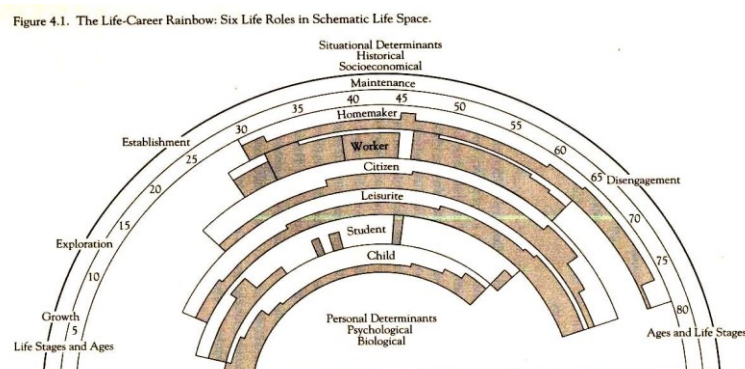 Figure 4.1. The Life-Career Rainbow: Six Life Roles in Schematic Life Space.
Situational Determinants
Historical
Socioeconomical
Maintenance
40
45
35
50
30
Homemaker
55
Establishment
25
Worker
60
20
Citizen
65
Disengagement
Leisurite
70
15
Student
Exploration
Child
75
10
80
Growth
5
Personal Determinants
Psychological
Biological
Ages and Life Stages
Life Stages and Ages